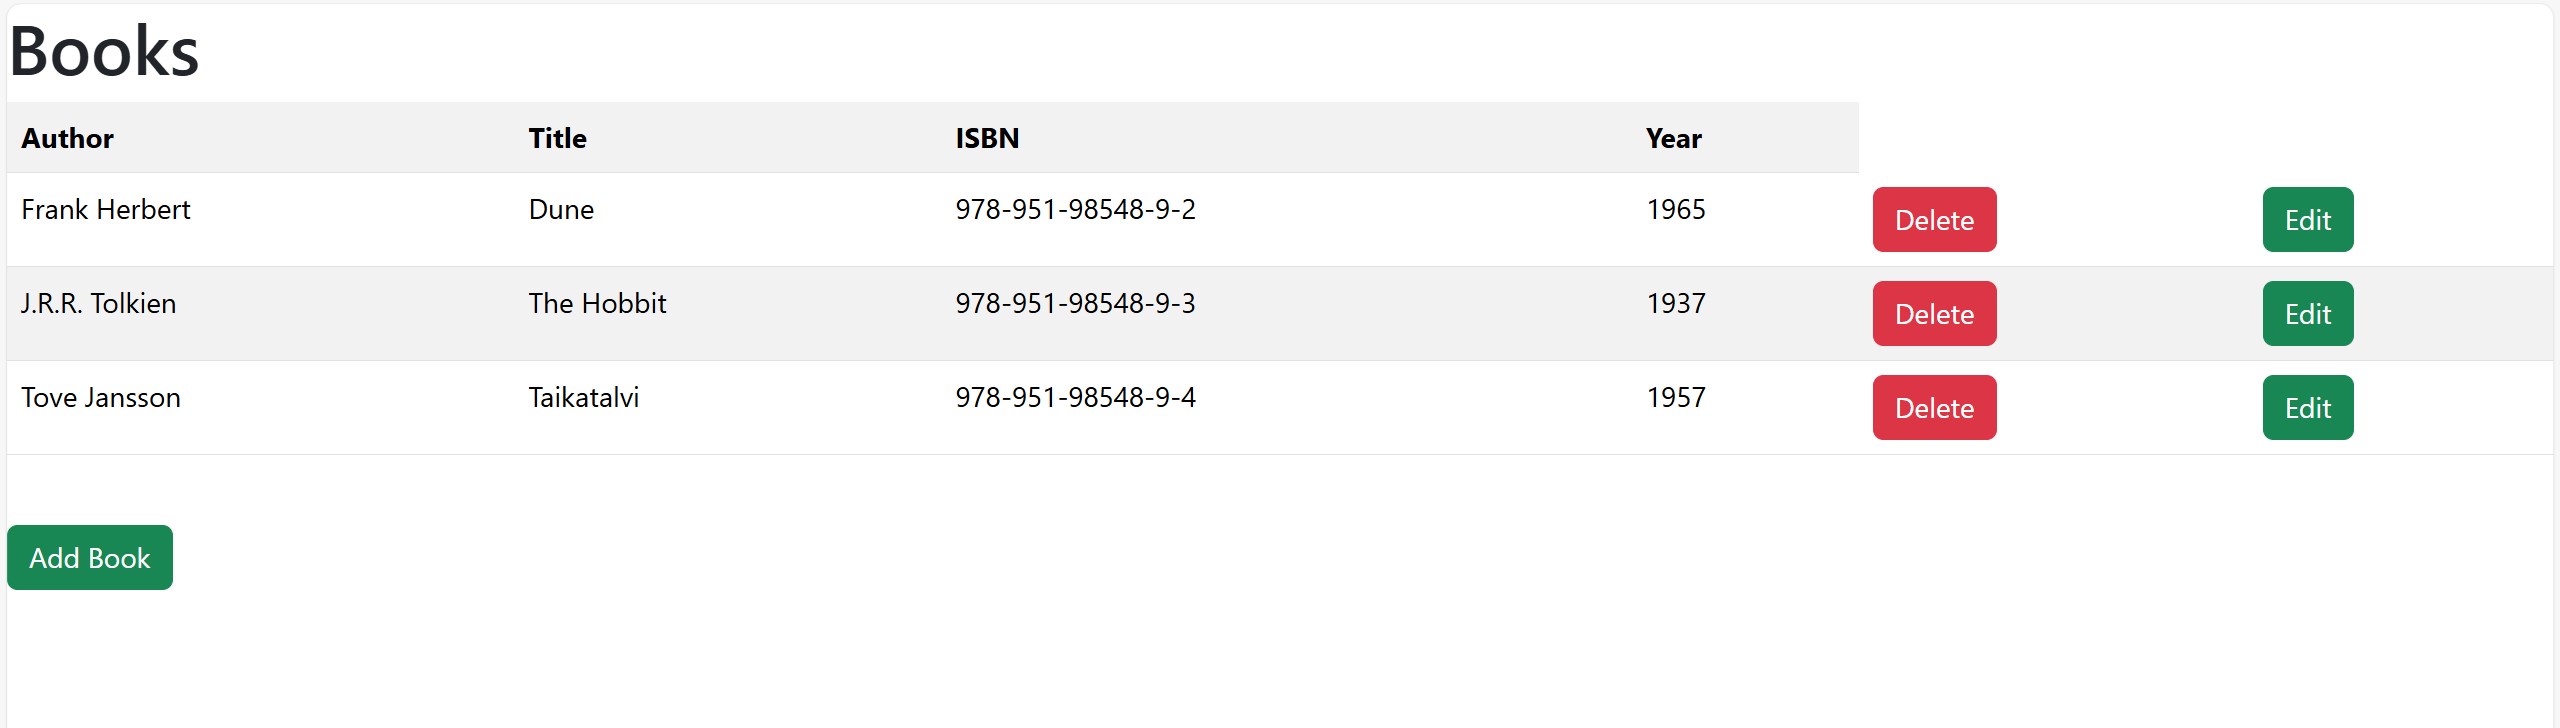 Books
Author Title ISBN Year
Frank Herbert Dune 978-951-98548-9-2 1965 Delete Edit
J.R.R. Tolkien The Hobbit 978-951-98548-9-3 1937 Delete Edit
Tove Jansson Taikatalvi 978-951-98548-9-4 1957 Delete Edit
Add Book